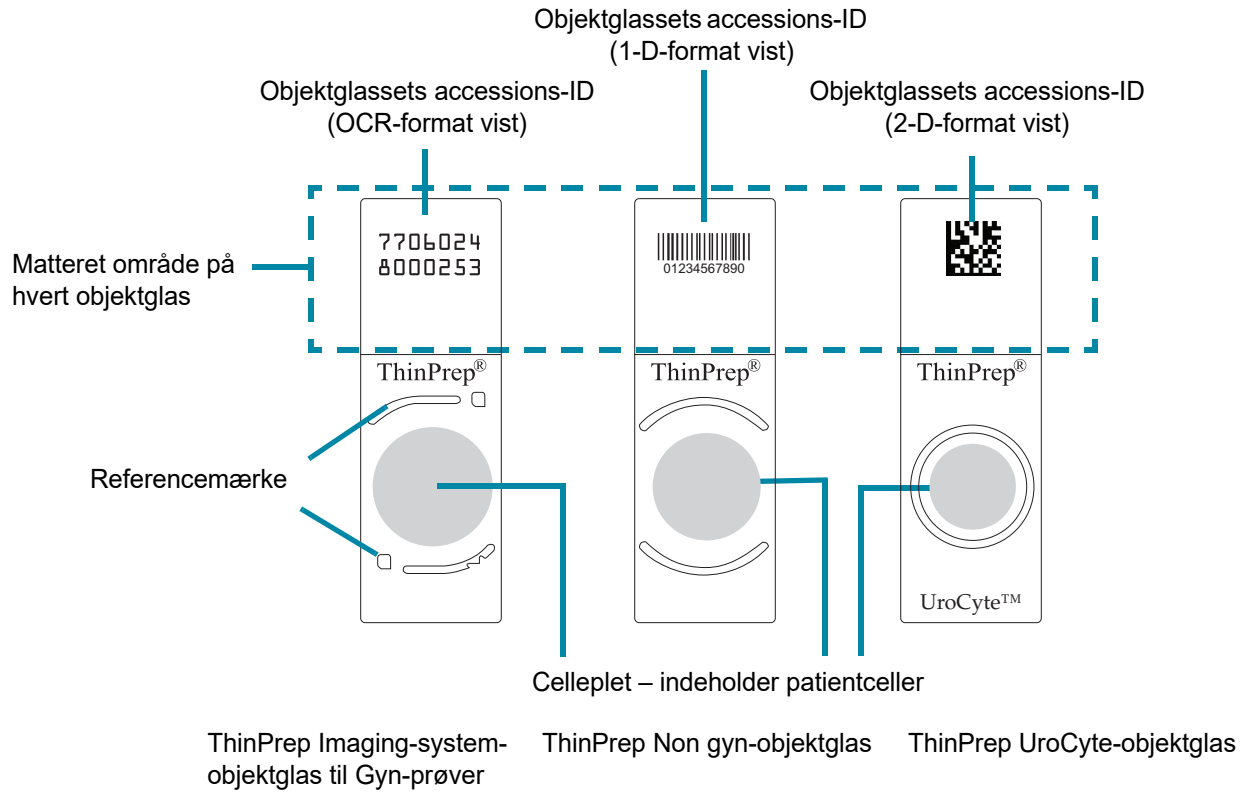 Objektglassets accessions-ID
(1-D-format vist)
Objektglassets accessions-ID
(OCR-format vist)
Objektglassets accessions-ID
(2-D-format vist)
Matteret område på
hvert objektglas
7706024
8000253
01234567890
ThinPrep®
ThinPrep®
ThinPrep®
Referencemærke
UroCyte™
Celleplet – indeholder patientceller
ThinPrep Imaging-system-
objektglas til Gyn-prøver
ThinPrep Non gyn-objektglas
ThinPrep UroCyte-objektglas